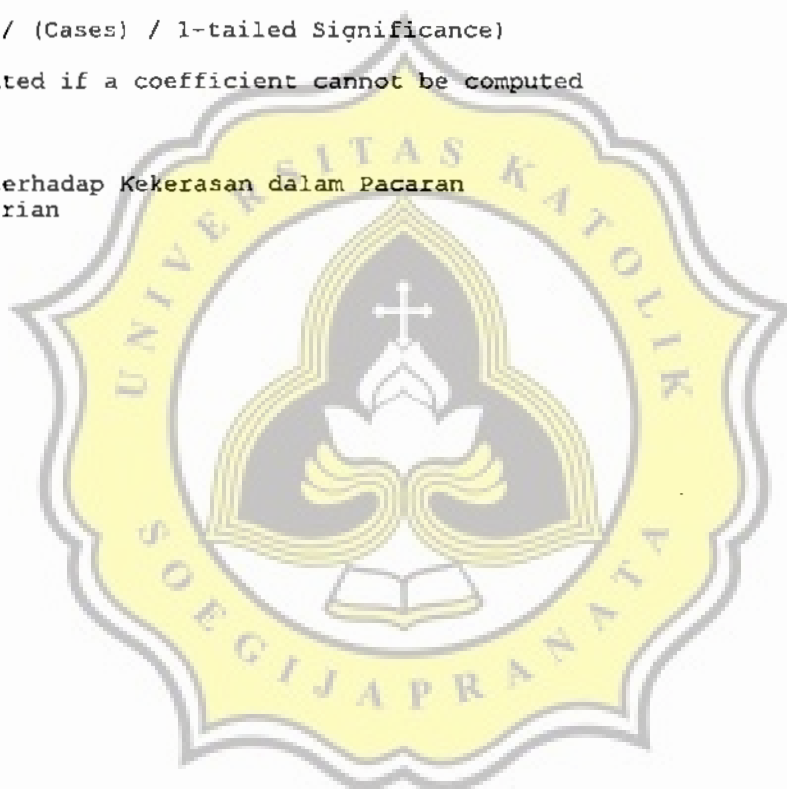 / (Cases) / 1-tailed Significance)
ted if a coefficient cannot be computed
erhadap Kekerasan dalam Pacaran
rian
UNIVERSITAS KATOLIK
SOEGIJAPRANATA